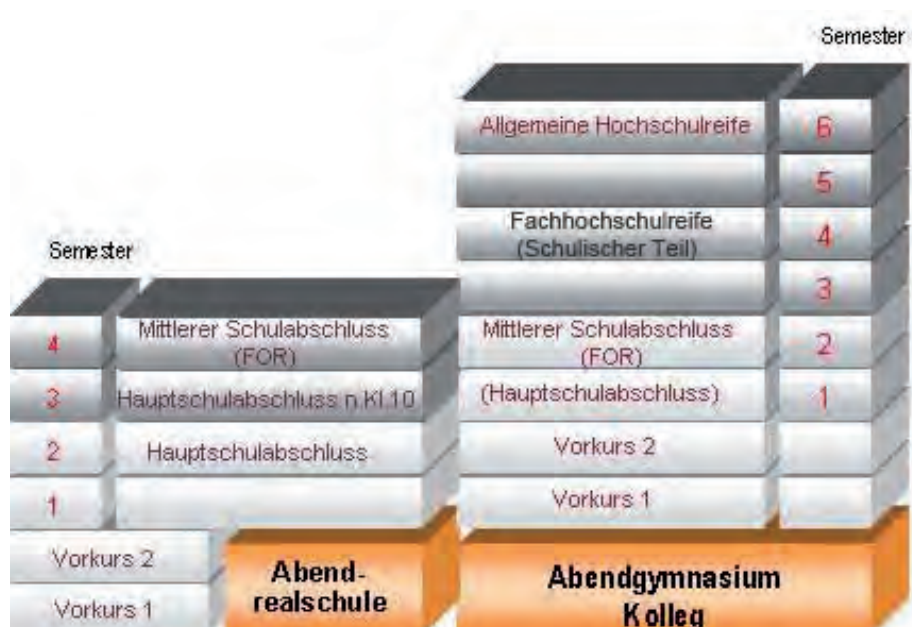 Semester
Allgemeine Hochschulreife
6
5
Fachhochschulreife
(Schulischer Teil)
4
Semester
3
4
Mittlerer Schulabschluss
(FOR)
Mittlerer Schulabschluss
(FOR)
2
3
Hauptschulabschluss n.Kl.10
(Hauptschulabschluss)
1
2
Hauptschulabschluss
Vorkurs 2
1
Vorkurs 1
Vorkurs 2
Vorkurs 1
Abend-
realschule
Abendgymnasium
Kolleg